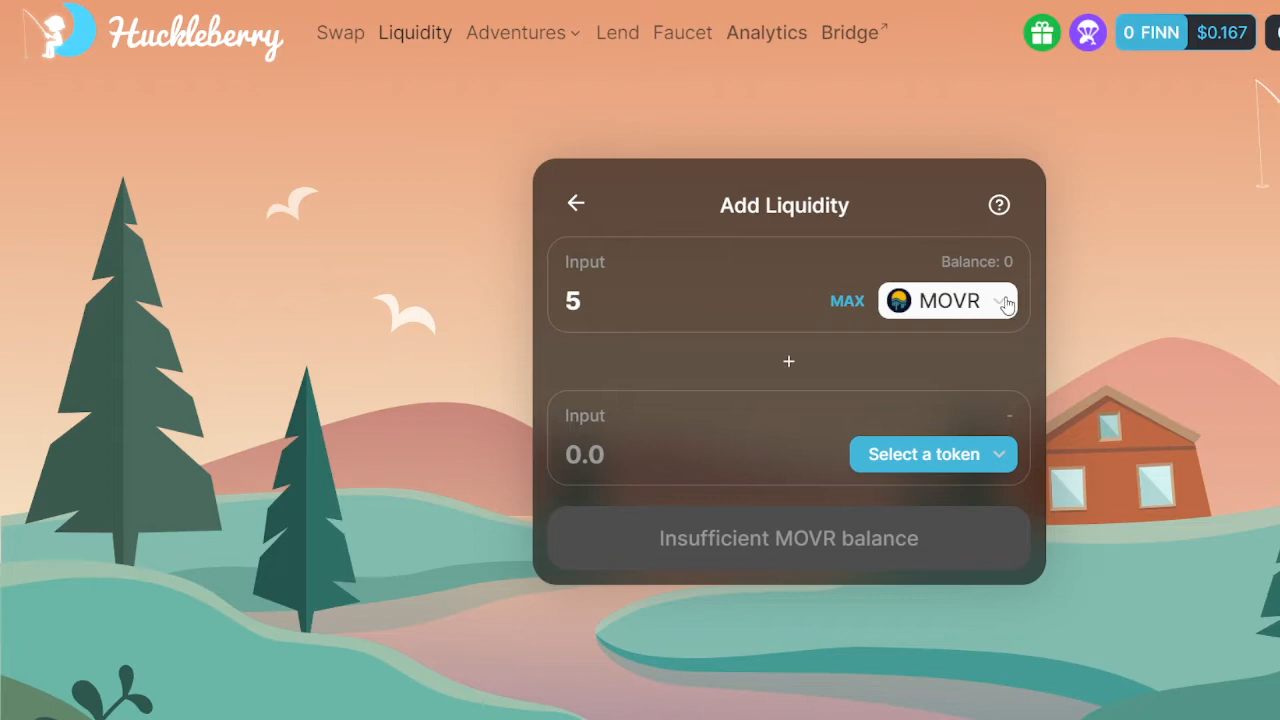 Huckleberry Swap Liquidity Adventures Lend Faucet Analytics Bridge↗ 0 FINN $0.167
Add Liquidity
Input Balance: 0
5 MAX MOVR
+
Input -
0.0 Select a token
Insufficient MOVR balance